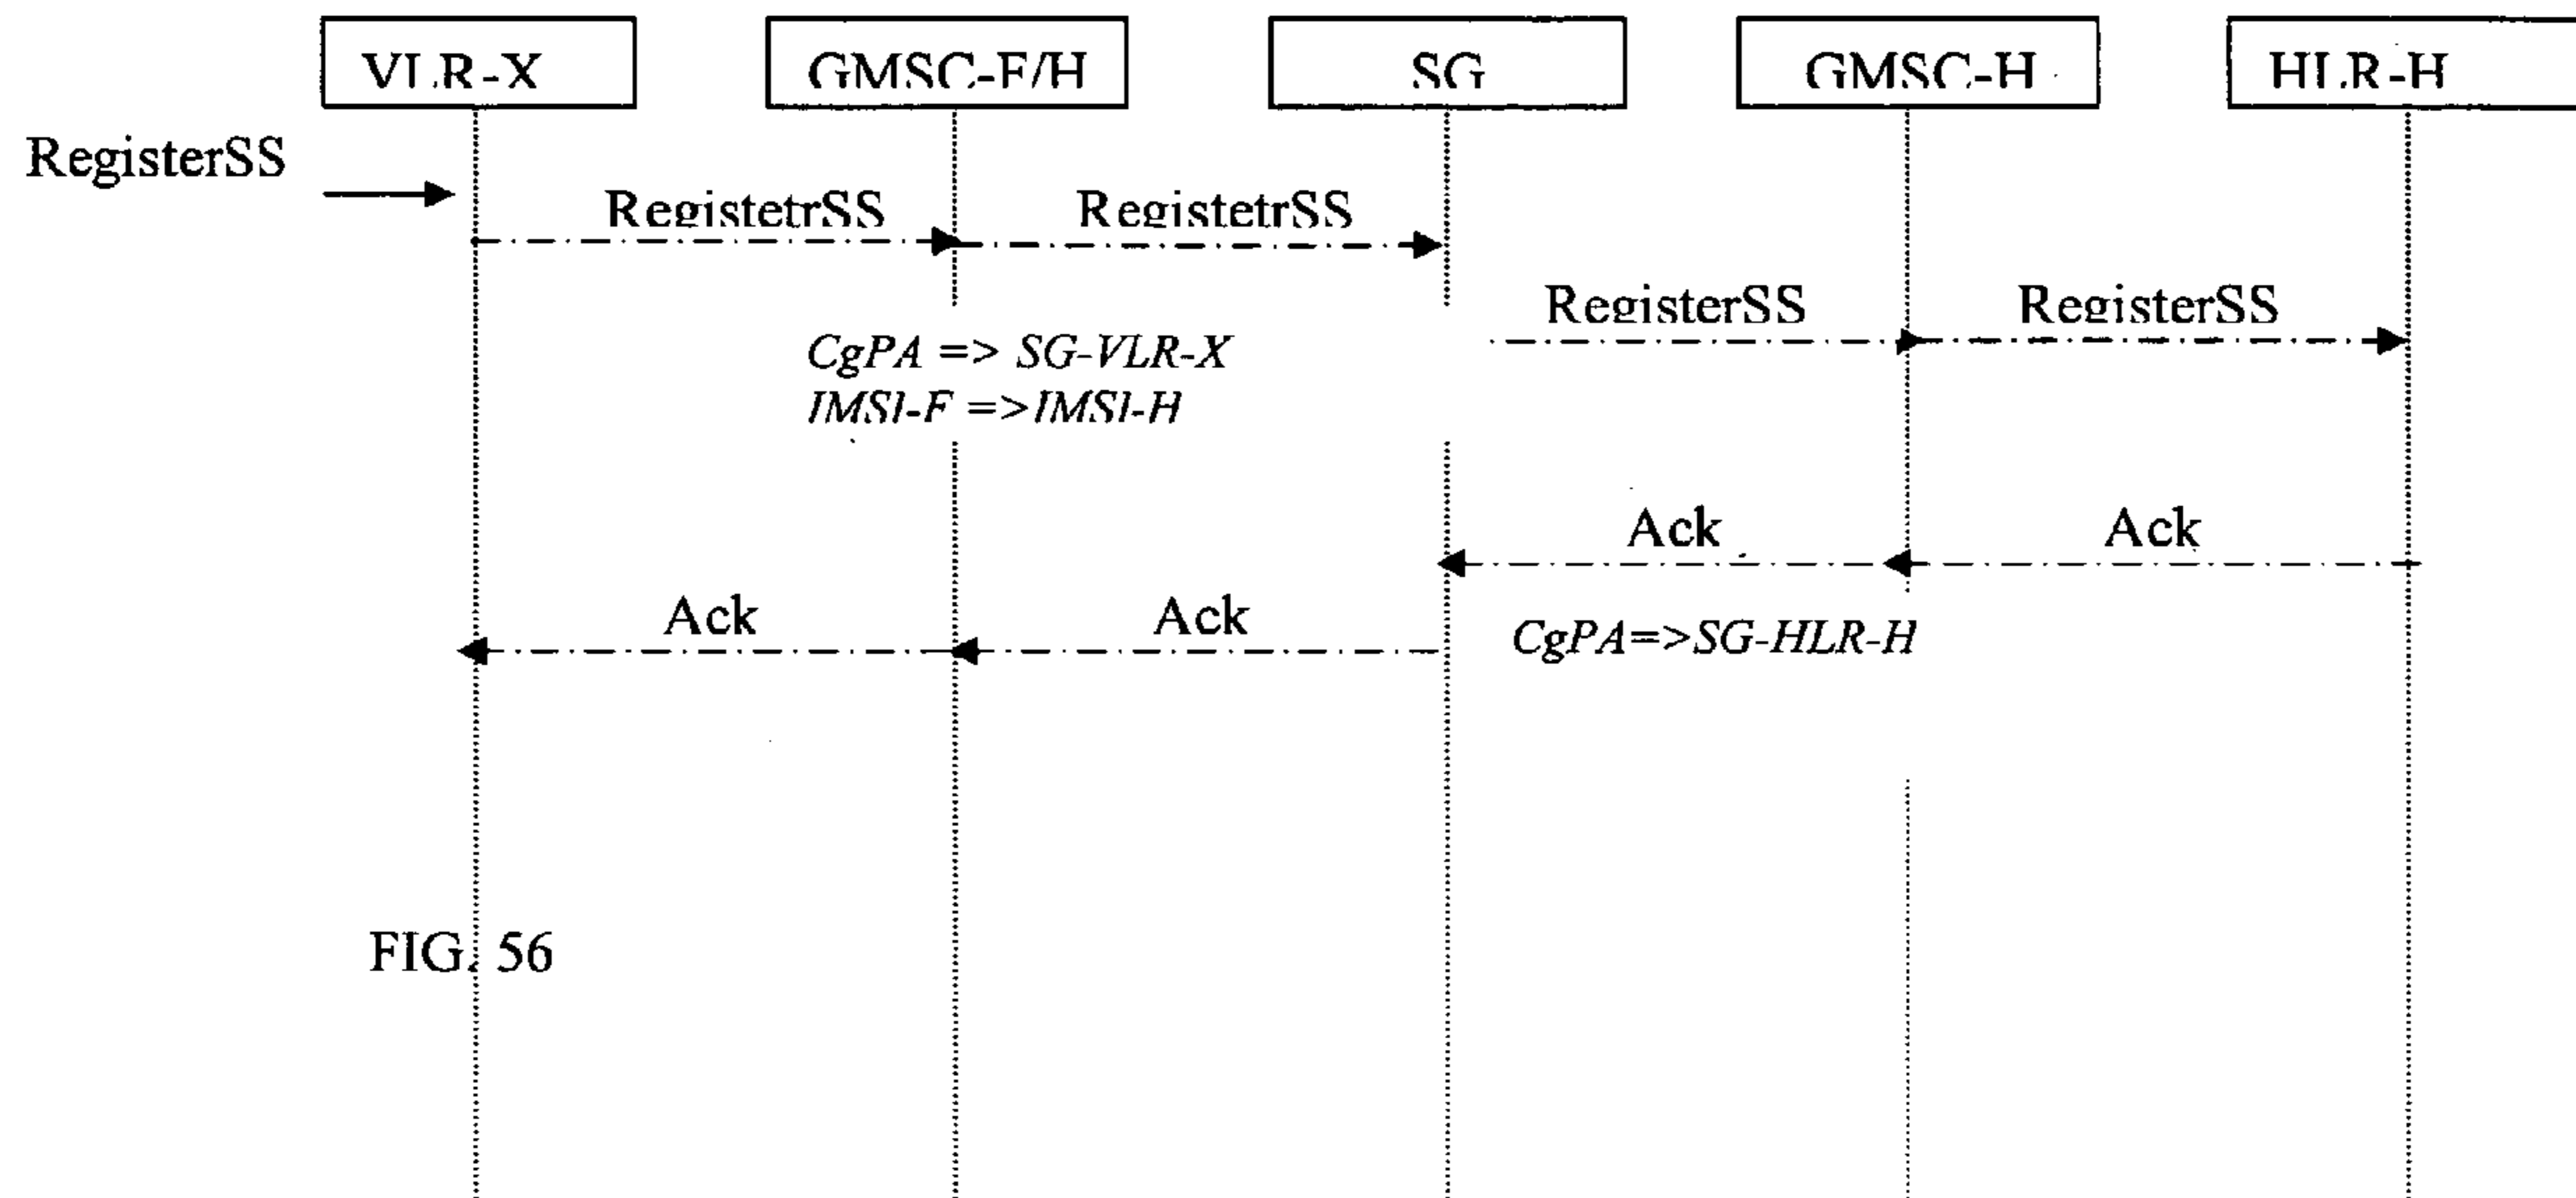 VLR-X
GMSC-F/H
SG
GMSC-H
HLR-H
RegisterSS
RegistetrSS
RegistetrSS
RegisterSS
RegisterSS
CgPA => SG-VLR-X
IMSI-F =>IMSI-H
Ack
Ack
Ack
Ack
CgPA=>SG-HLR-H
FIG. 56